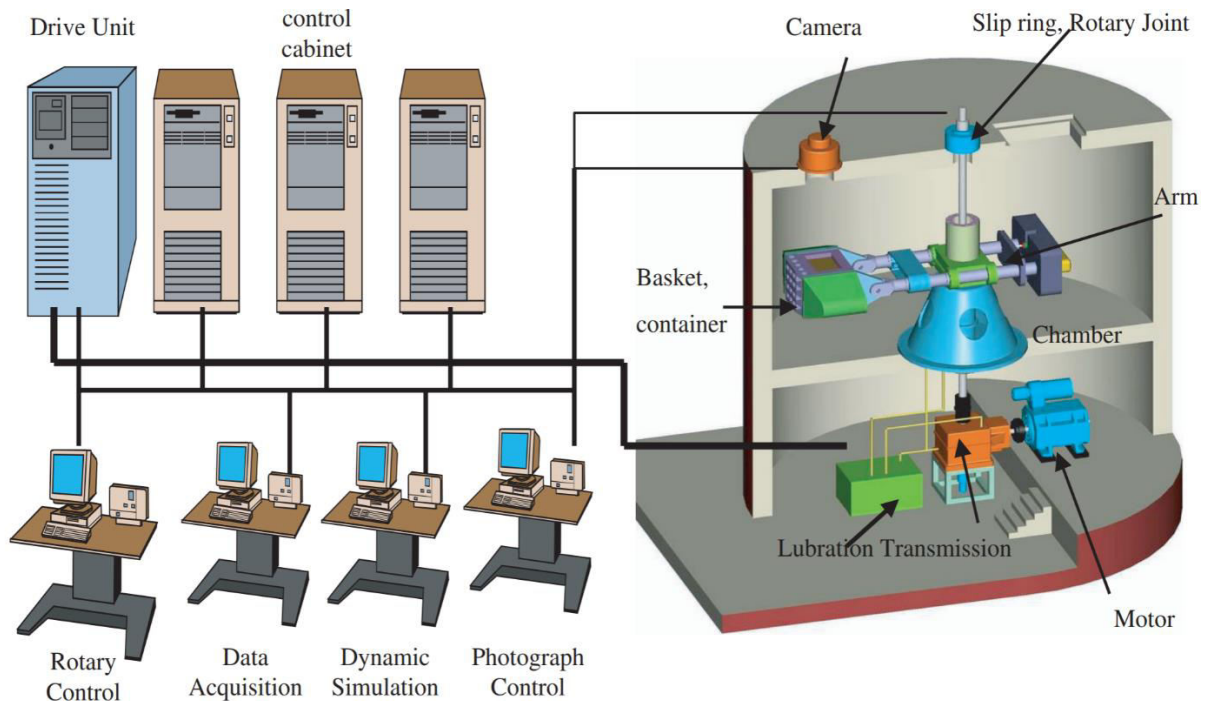 Drive Unit
control
cabinet
Camera
Slip ring, Rotary Joint
Arm
Basket,
container
Chamber
Lubration Transmission
Motor
Rotary
Control
Data
Acquisition
Dynamic
Simulation
Photograph
Control